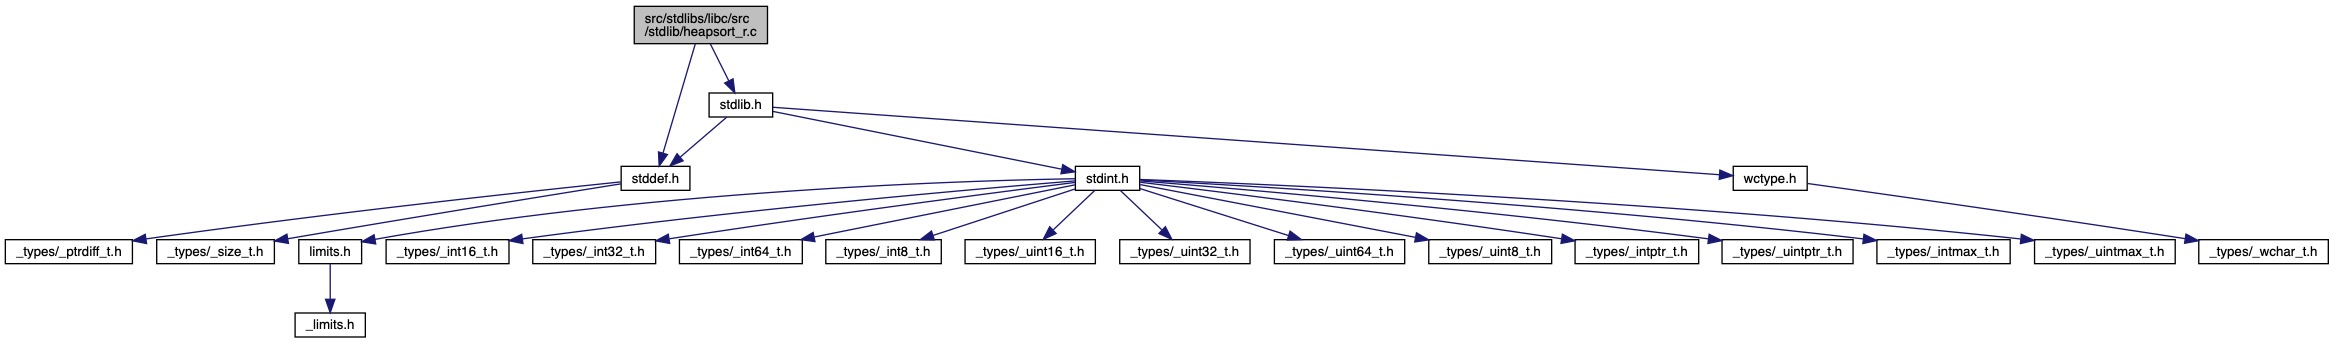 src/stdlibs/libc/src
/stdlib/heapsort_r.c
stdlib.h
stddef.h
stdint.h
wctype.h
_types/_ptrdiff_t.h
_types/_size_t.h
limits.h
_types/_int16_t.h
_types/_int32_t.h
_types/_int64_t.h
_types/_int8_t.h
_types/_uint16_t.h
_types/_uint32_t.h
_types/_uint64_t.h
_types/_uint8_t.h
_types/_intptr_t.h
_types/_uintptr_t.h
_types/_intmax_t.h
_types/_uintmax_t.h
_types/_wchar_t.h
_limits.h